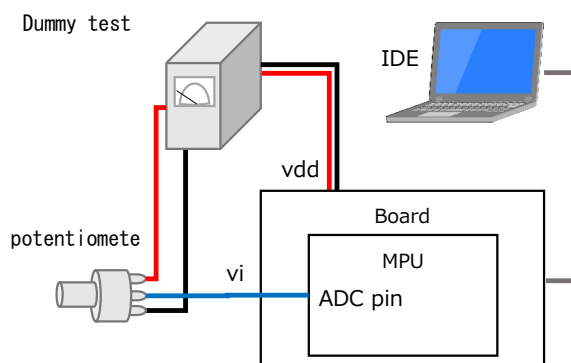 Dummy test
IDE
vdd
Board
potentiomete
MPU
vi
ADC pin